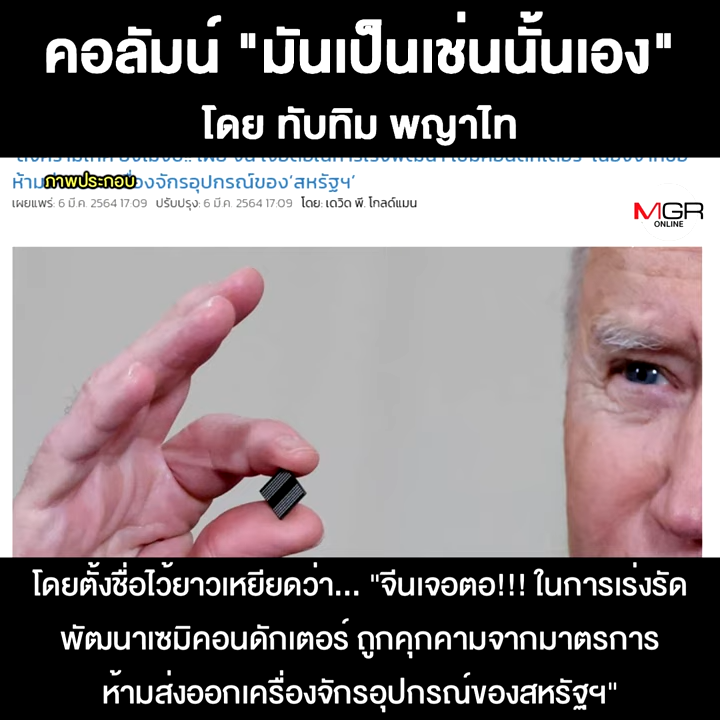 คอลัมน์ "มันเป็นเช่นนั้นเอง"
โดย ทับทิม พญาไท
ภาพประกอบ
ของ'สหรัฐฯ'
เผยแพร่: 6 มี.ค. 2564 17:09 ปรับปรุง: 6 มี.ค. 2564 17:09 โดย: เดวิด พี. โกลด์แมน
MGR
ONLINE
โดยตั้งชื่อไว้ยาวเหยียดว่า... "จีนเจอตอ!!! ในการเร่งรัด
พัฒนาเซมิคอนดักเตอร์ ถูกคุกคามจากมาตรการ
ห้ามส่งออกเครื่องจักรอุปกรณ์ของสหรัฐฯ"